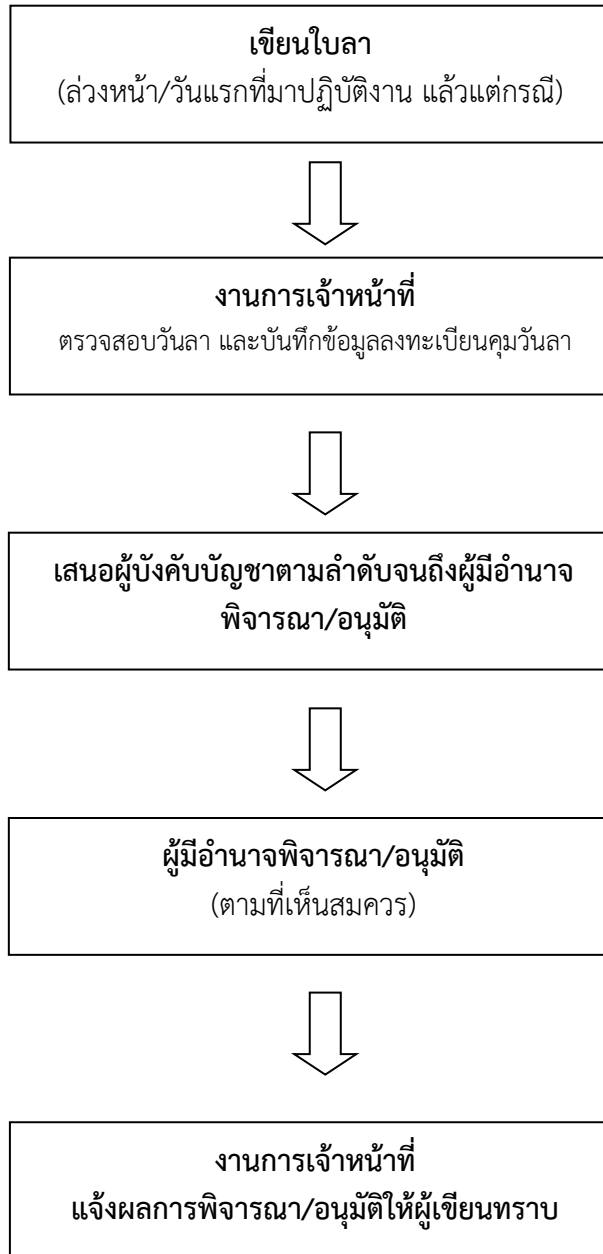 เขียนใบลา
(ล่วงหน้า/วันแรกที่มาปฏิบัติงาน แล้วแต่กรณี)
งานการเจ้าหน้าที่
ตรวจสอบวันลา และบันทึกข้อมูลลงทะเบียนคุมวันลา
เสนอผู้บังคับบัญชาตามลำดับจนถึงผู้มีอำนาจ
พิจารณา/อนุมัติ
ผู้มีอำนาจพิจารณา/อนุมัติ
(ตามที่เห็นสมควร)
งานการเจ้าหน้าที่
แจ้งผลการพิจารณา/อนุมัติให้ผู้เขียนทราบ